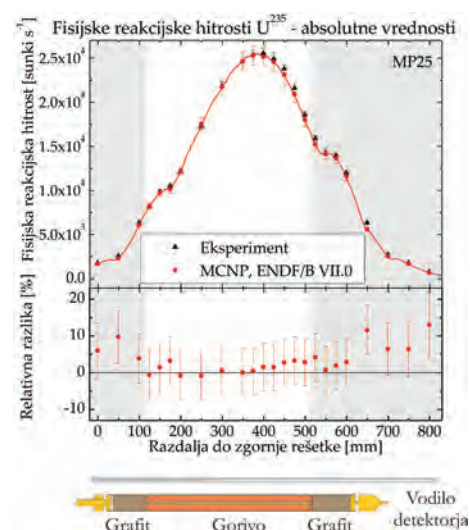 Fisijske reakcijske hitrosti U²³⁵ - absolutne vrednosti
Fisijska reakcijska hitrost [sunki s⁻¹]
MP25
2.5x10⁴
2.0x10⁴
1.5x10⁴
1.0x10⁴
5.0x10³
0.0
Eksperiment
MCNP, ENDF/B VII.0
Relativna razlika [%]
20
10
0
-10
0 100 200 300 400 500 600 700 800
Razdalja do zgornje rešetke [mm]
Vodilo
detektorja
Grafit Gorivo Grafit